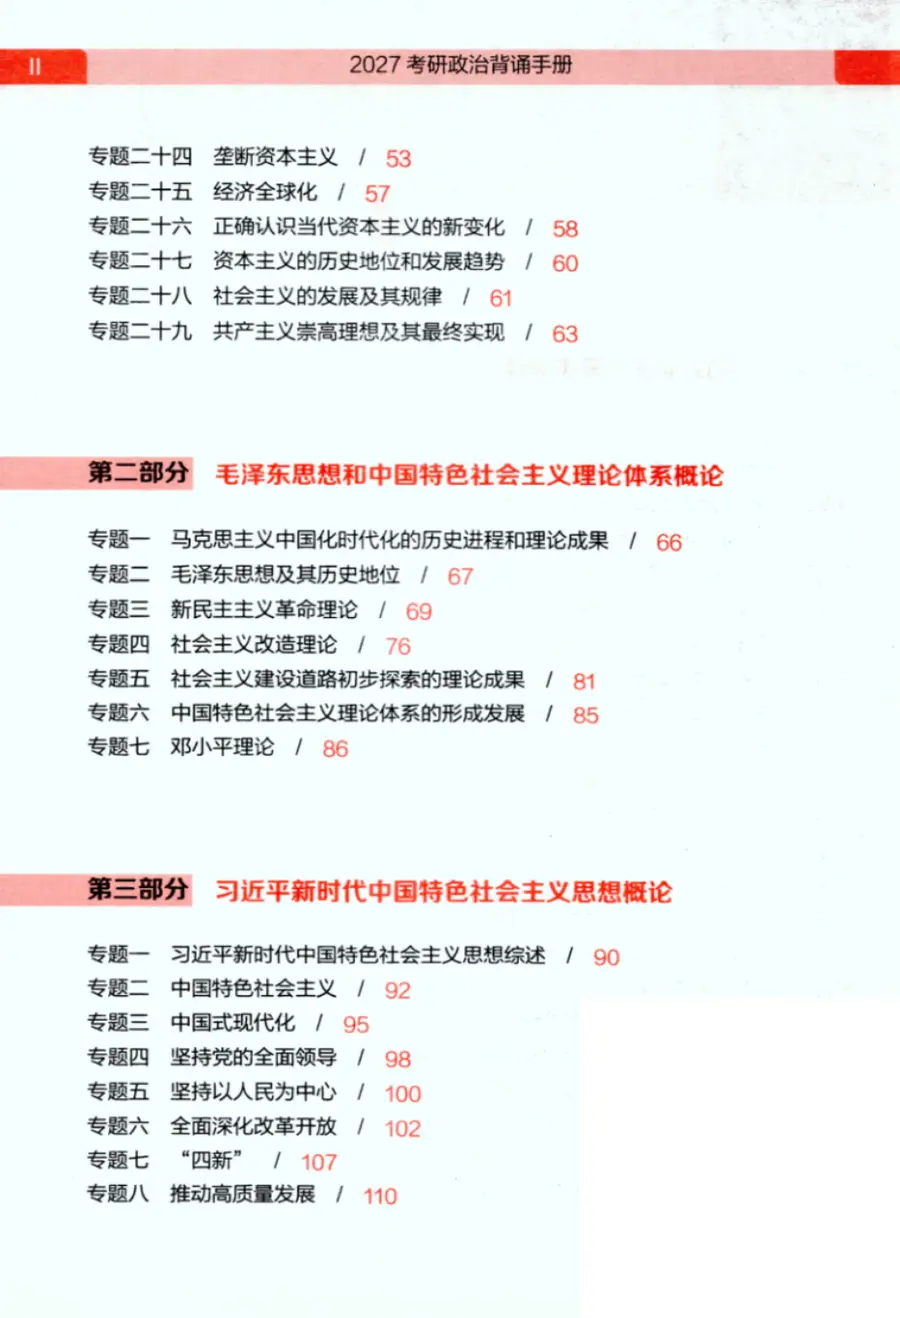 II
2027考研政治背诵手册
专题二十四 垄断资本主义 / 53
专题二十五 经济全球化 / 57
专题二十六 正确认识当代资本主义的新变化 / 58
专题二十七 资本主义的历史地位和发展趋势 / 60
专题二十八 社会主义的发展及其规律 / 61
专题二十九 共产主义崇高理想及其最终实现 / 63
第二部分 毛泽东思想和中国特色社会主义理论体系概论
专题一 马克思主义中国化时代化的历史进程和理论成果 / 66
专题二 毛泽东思想及其历史地位 / 67
专题三 新民主主义革命理论 / 69
专题四 社会主义改造理论 / 76
专题五 社会主义建设道路初步探索的理论成果 / 81
专题六 中国特色社会主义理论体系的形成发展 / 85
专题七 邓小平理论 / 86
第三部分 习近平新时代中国特色社会主义思想概论
专题一 习近平新时代中国特色社会主义思想综述 / 90
专题二 中国特色社会主义 / 92
专题三 中国式现代化 / 95
专题四 坚持党的全面领导 / 98
专题五 坚持以人民为中心 / 100
专题六 全面深化改革开放 / 102
专题七 “四新” / 107
专题八 推动高质量发展 / 110